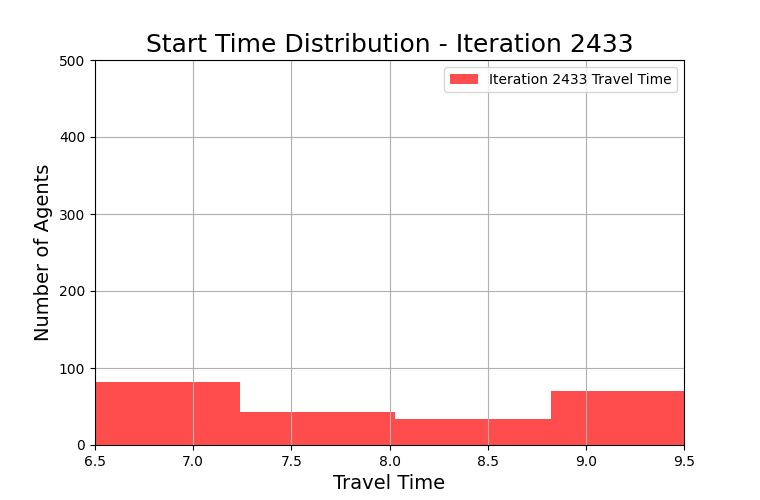 Start Time Distribution - Iteration 2433
Iteration 2433 Travel Time
Number of Agents
500
400
300
200
100
0
6.5 7.0 7.5 8.0 8.5 9.0 9.5
Travel Time